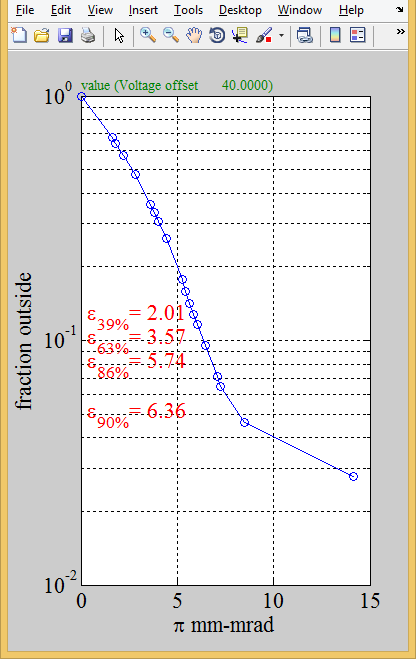 File Edit View Insert Tools Desktop Window Help
value (Voltage offset 40.0000)
10^0
fraction outside
ε39% = 2.01
10^-1
ε63% = 3.57
ε86% = 5.74
ε90% = 6.36
10^-2
0 5 10 15
π mm-mrad